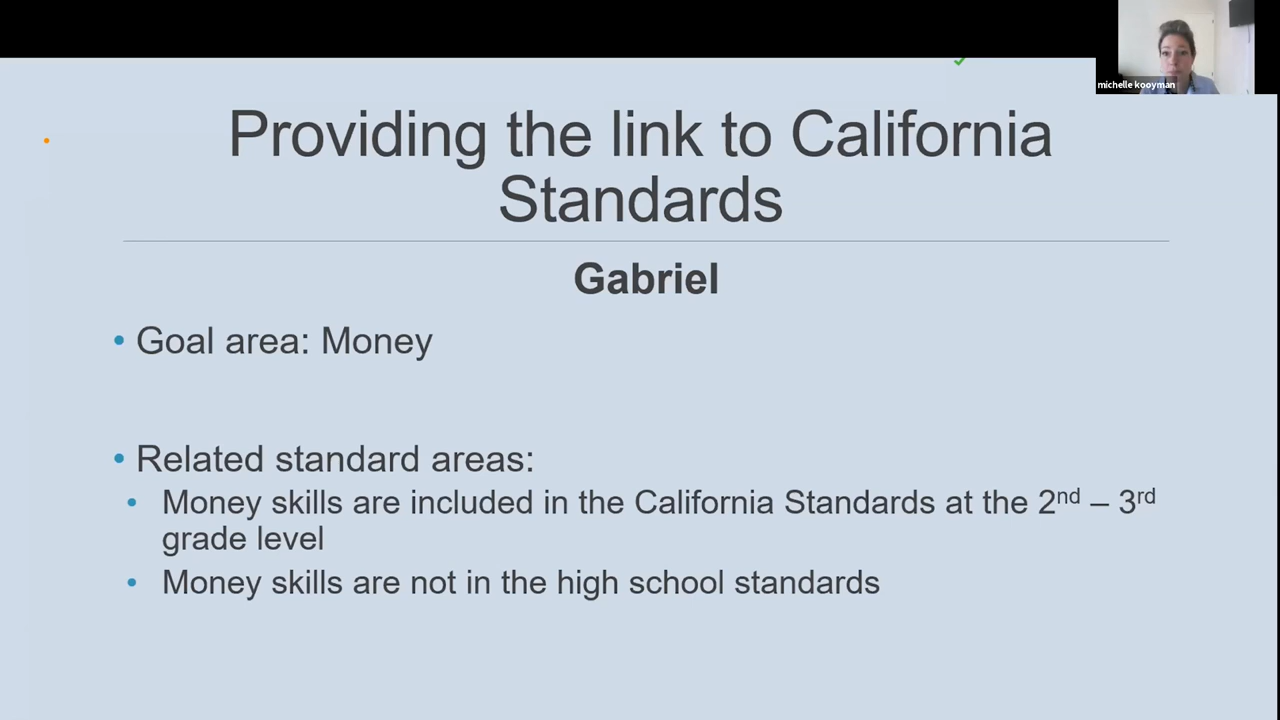 michelle kooyman
Providing the link to California
Standards
Gabriel
• Goal area: Money
• Related standard areas:
• Money skills are included in the California Standards at the 2nd – 3rd
grade level
• Money skills are not in the high school standards